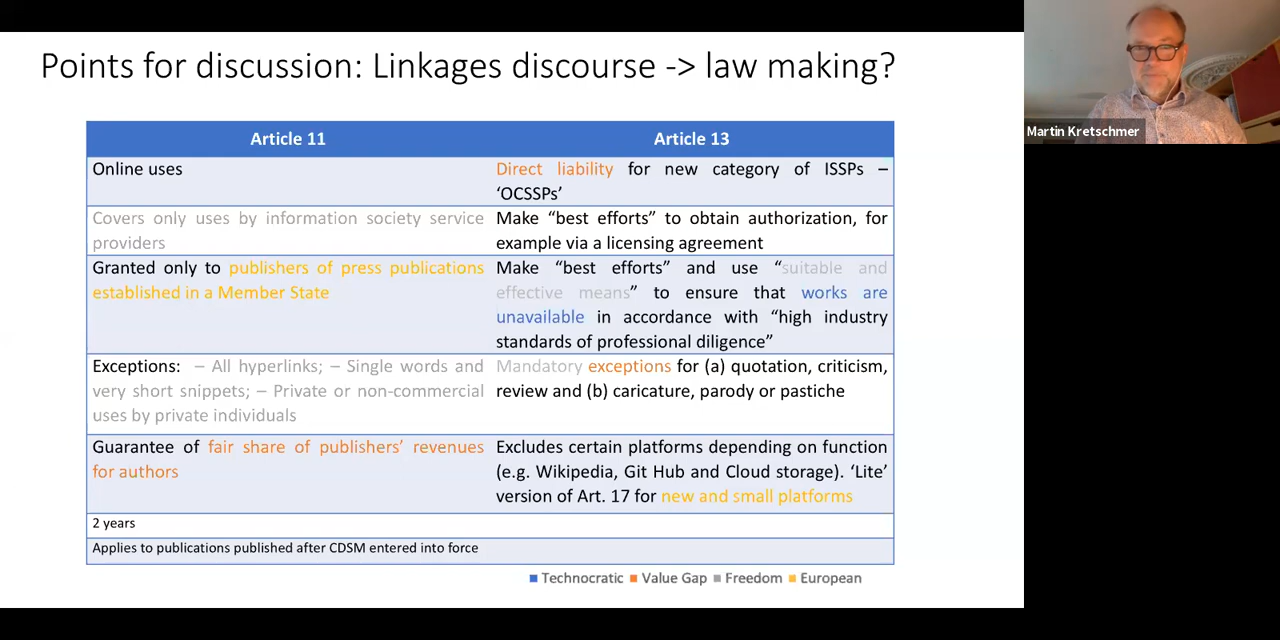 Points for discussion: Linkages discourse -> law making?
Martin Kretschmer
Article 11
Article 13
Online uses
Direct liability for new category of ISSPs –
‘OCSSPs’
Covers only uses by information society service
providers
Make “best efforts” to obtain authorization, for
example via a licensing agreement
Granted only to publishers of press publications
established in a Member State
Make “best efforts” and use “suitable and
effective means” to ensure that works are
unavailable in accordance with “high industry
standards of professional diligence”
Exceptions: – All hyperlinks; – Single words and
very short snippets; – Private or non-commercial
uses by private individuals
Mandatory exceptions for (a) quotation, criticism,
review and (b) caricature, parody or pastiche
Guarantee of fair share of publishers’ revenues
for authors
Excludes certain platforms depending on function
(e.g. Wikipedia, Git Hub and Cloud storage). ‘Lite’
version of Art. 17 for new and small platforms
2 years
Applies to publications published after CDSM entered into force
Technocratic Value Gap Freedom European